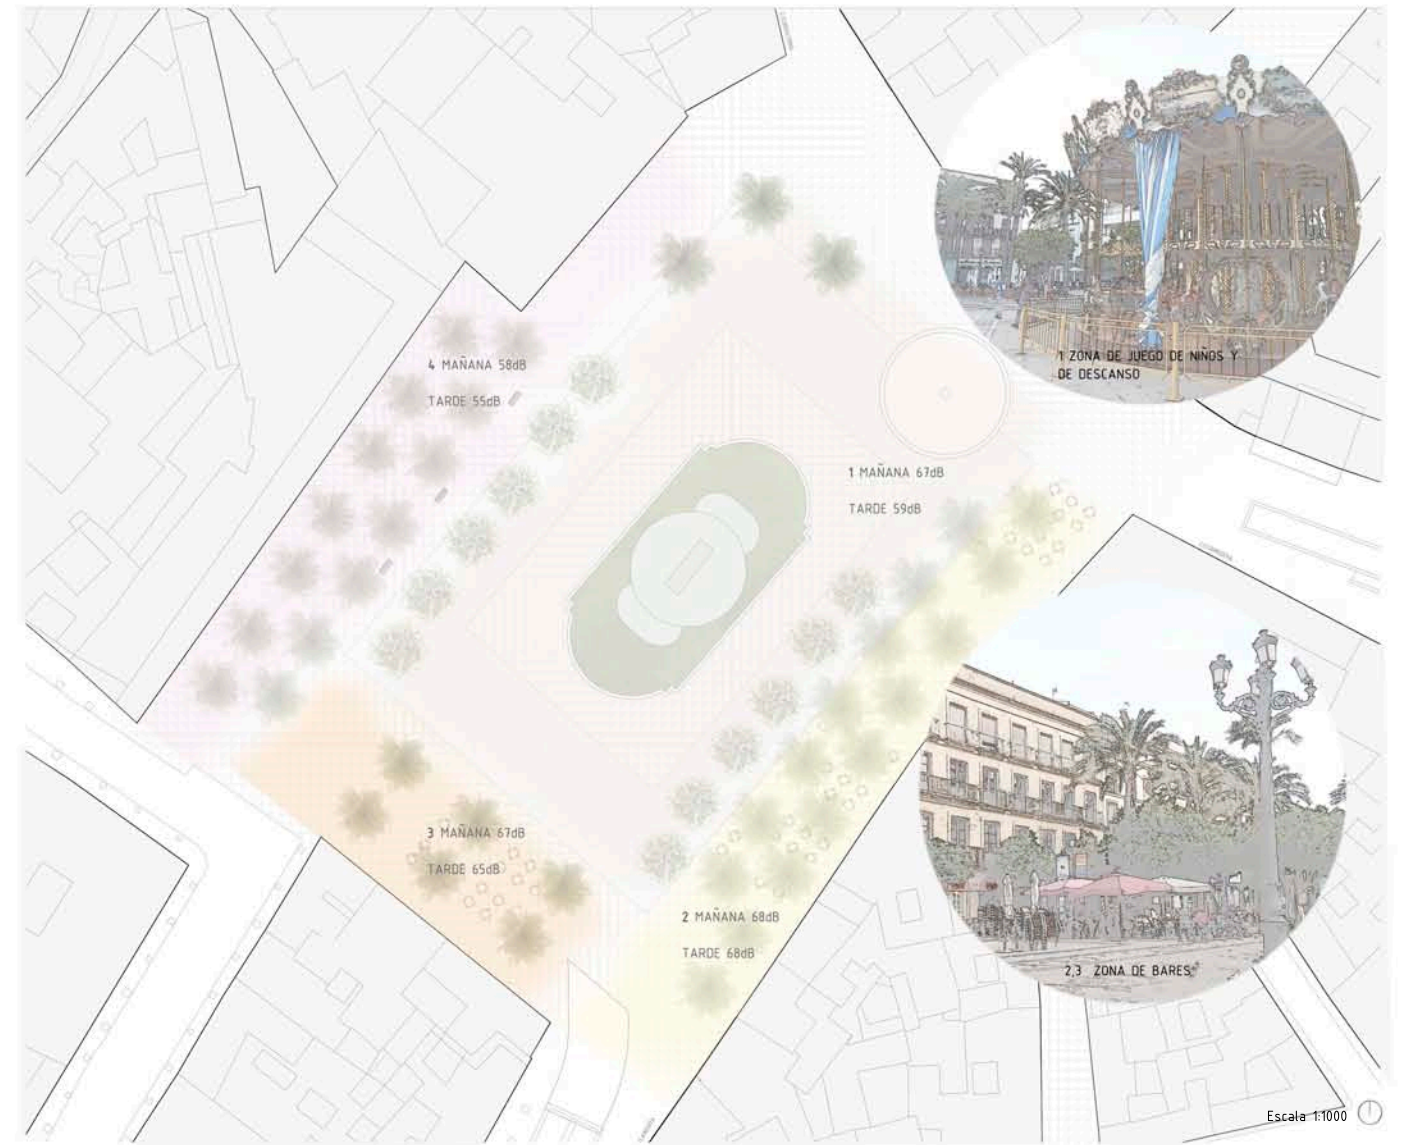 1 ZONA DE JUEGO DE NIÑOS Y
DE DESCANSO
4 MAÑANA 58dB
TARDE 55dB
1 MAÑANA 67dB
TARDE 59dB
3 MAÑANA 67dB
TARDE 65dB
2 MAÑANA 68dB
TARDE 68dB
2,3 ZONA DE BARES
Escala 1:1000